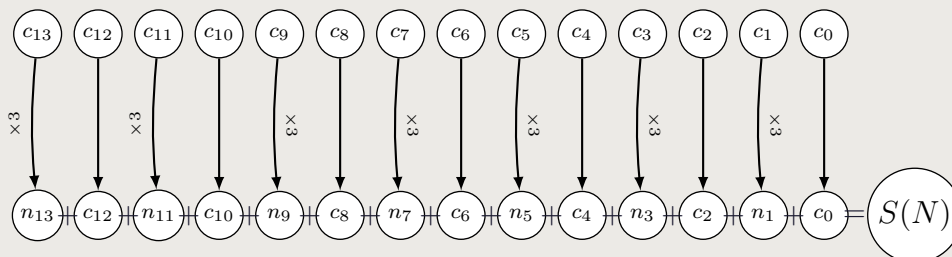 c₁₃ c₁₂ c₁₁ c₁₀ c₉ c₈ c₇ c₆ c₅ c₄ c₃ c₂ c₁ c₀
×3 ×3 ×3 ×3 ×3 ×3 ×3
n₁₃ + c₁₂ + n₁₁ + c₁₀ + n₉ + c₈ + n₇ + c₆ + n₅ + c₄ + n₃ + c₂ + n₁ + c₀ = S(N)